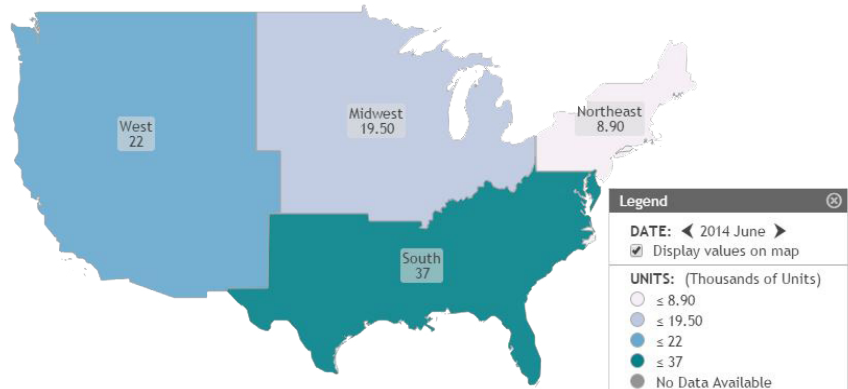 West
22
Midwest
19.50
Northeast
8.90
South
37
Legend
DATE: 2014 June
Display values on map
UNITS: (Thousands of Units)
≤ 8.90
≤ 19.50
≤ 22
≤ 37
No Data Available